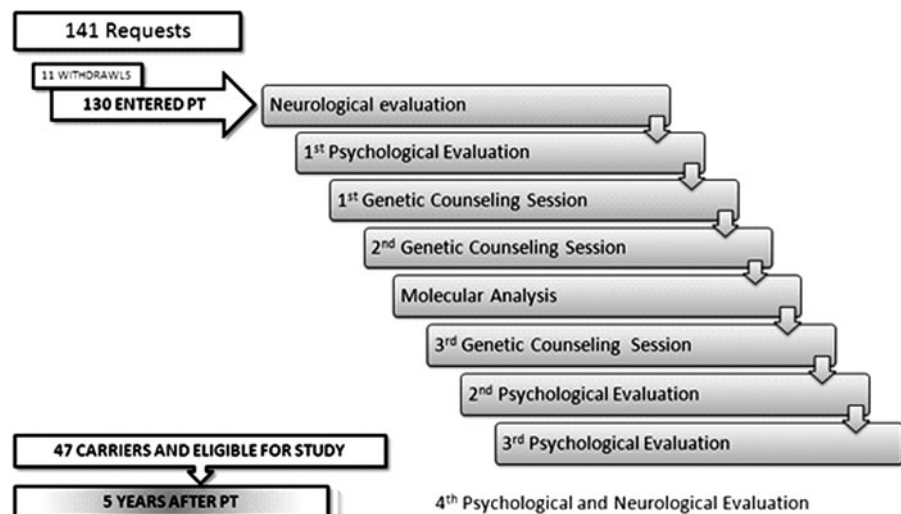 141 Requests
11 WITHDRAWLS
130 ENTERED PT
Neurological evaluation
1st Psychological Evaluation
1st Genetic Counseling Session
2nd Genetic Counseling Session
Molecular Analysis
3rd Genetic Counseling Session
2nd Psychological Evaluation
3rd Psychological Evaluation
47 CARRIERS AND ELIGIBLE FOR STUDY
5 YEARS AFTER PT
4th Psychological and Neurological Evaluation